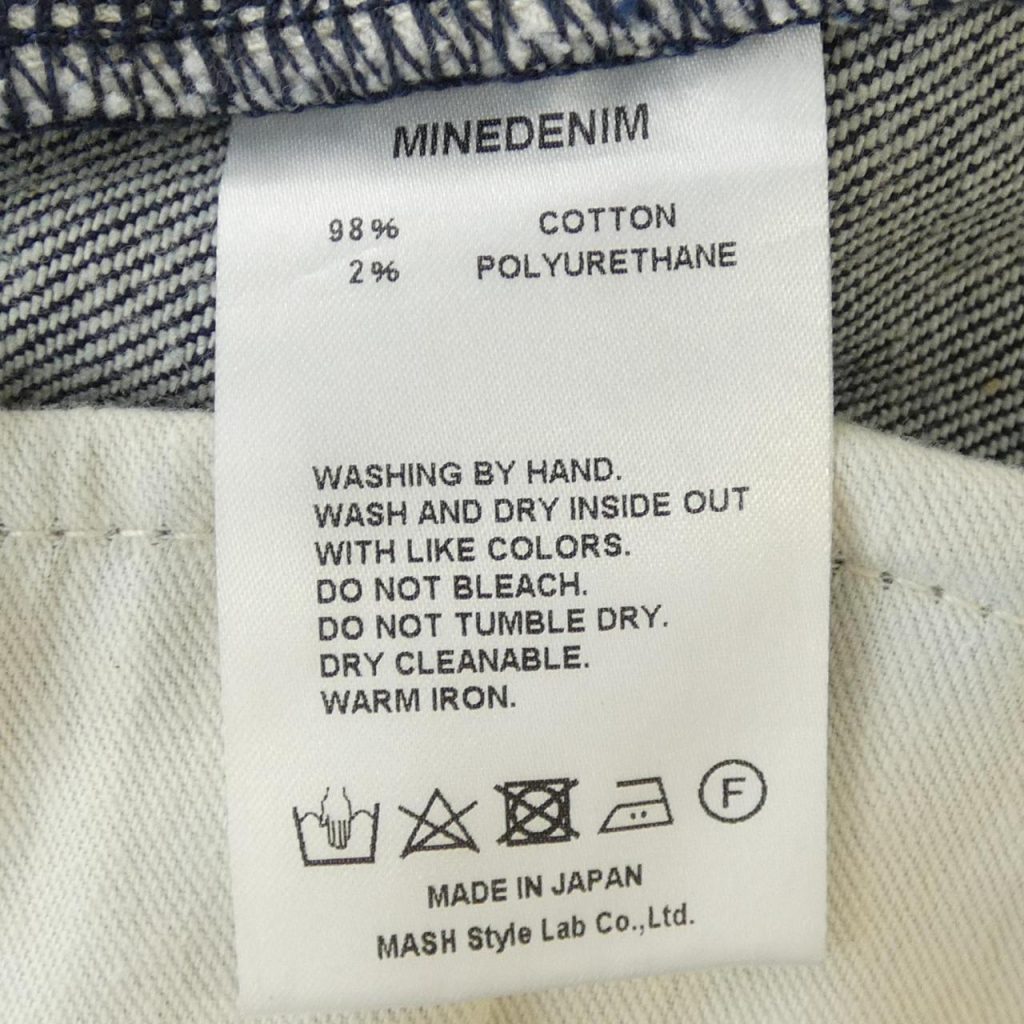 MINEDENIM
98% COTTON
2% POLYURETHANE
WASHING BY HAND.
WASH AND DRY INSIDE OUT
WITH LIKE COLORS.
DO NOT BLEACH.
DO NOT TUMBLE DRY.
DRY CLEANABLE.
WARM IRON.
F
MADE IN JAPAN
MASH Style Lab Co.,Ltd.